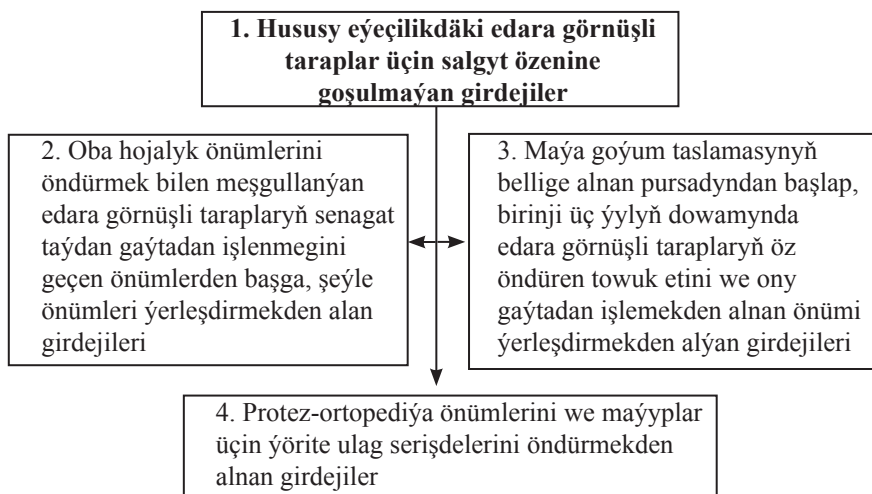 1. Hususy eýeçilikdäki edara görnüşli
taraplar üçin salgyt özenine
goşulmaýan girdejiler
2. Oba hojalyk önümlerini
öndürmek bilen meşgullanýan
edara görnüşli taraplaryň senagat
taýdan gaýtadan işlenmegini
geçen önümlerden başga, şeýle
önümleri ýerleşdirmekden alan
girdejileri
3. Maýa goýum taslamasynyň
bellige alnan pursadyndan başlap,
birinji üç ýylyň dowamynda
edara görnüşli taraplaryň öz
öndüren towuk etini we ony
gaýtadan işlemekden alnan önümi
ýerleşdirmekden alýan girdejileri
4. Protez-ortopediýa önümlerini we maýyplar
üçin ýörite ulag serişdelerini öndürmekden
alnan girdejiler